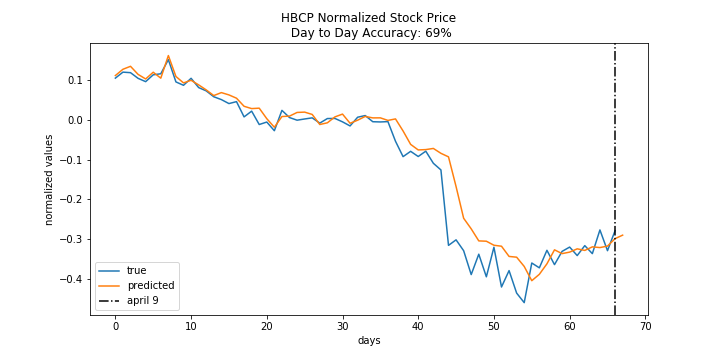 HBCP Normalized Stock Price
Day to Day Accuracy: 69%
normalized values
0.1
0.0
−0.1
−0.2
−0.3
−0.4
true
predicted
april 9
0 10 20 30 40 50 60 70
days